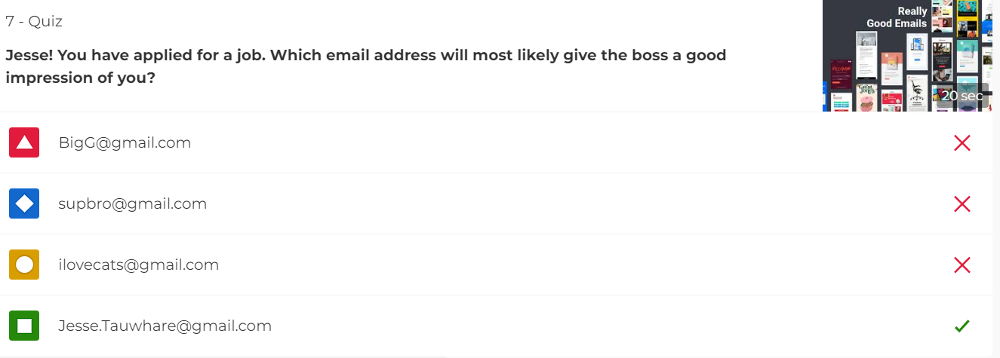 7 - Quiz
Jesse! You have applied for a job. Which email address will most likely give the boss a good
impression of you?
Really
Good Emails
Great
Jones
20 sec
BigG@gmail.com
supbro@gmail.com
ilovecats@gmail.com
Jesse.Tauwhare@gmail.com